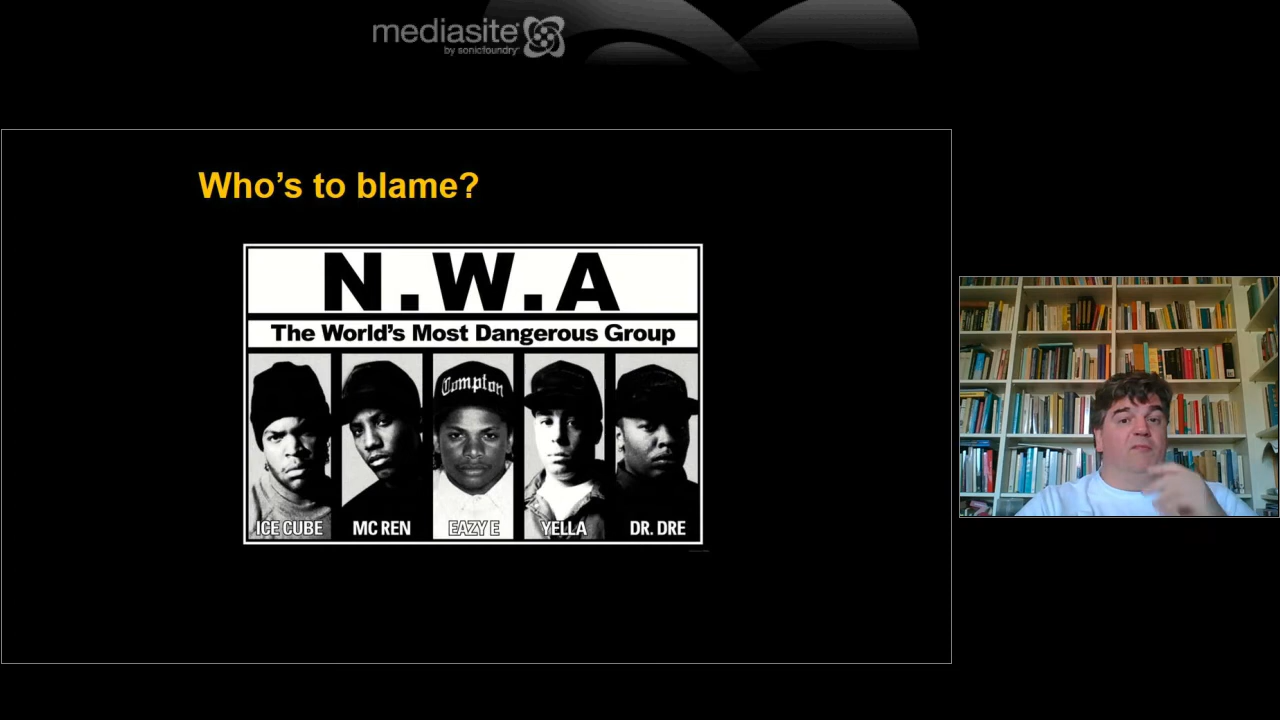 mediasite
by sonicfoundry
Who's to blame?
N.W.A
The World's Most Dangerous Group
Compton
ICE CUBE
MC REN
EAZY E
YELLA
DR. DRE